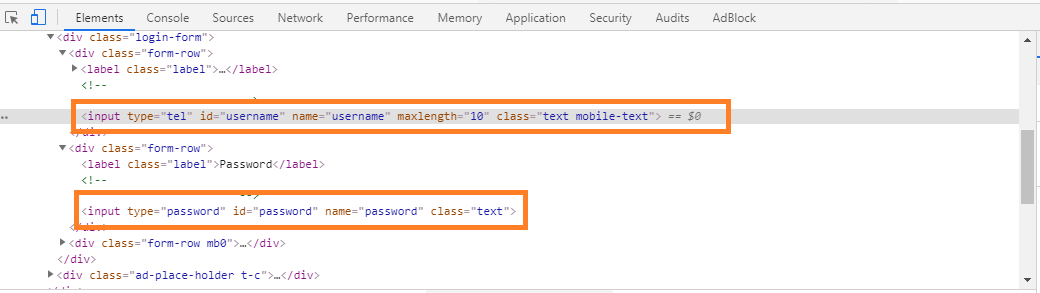 Elements Console Sources Network Performance Memory Application Security Audits AdBlock
▼<div class="login-form">
▼<div class="form-row">
▶<label class="label">…</label>
<!--
<input type="tel" id="username" name="username" maxlength="10" class="text mobile-text"> == $0
</div>
▼<div class="form-row">
<label class="label">Password</label>
<!--
-->
<input type="password" id="password" name="password" class="text">
</div>
▶<div class="form-row mb0">…</div>
</div>
▶<div class="ad-place-holder t-c">…</div>
</antml></div>